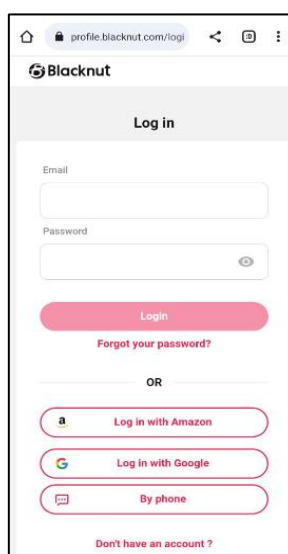 profile.blacknut.com/logi
Blacknut
Log in
Email
Password
Login
Forgot your password?
OR
a Log in with Amazon
G Log in with Google
By phone
Don't have an account ?